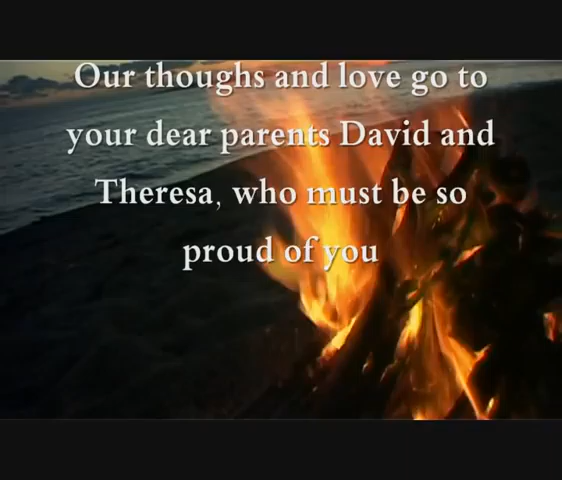 Our thoughs and love go to
your dear parents David and
Theresa, who must be so
proud of you